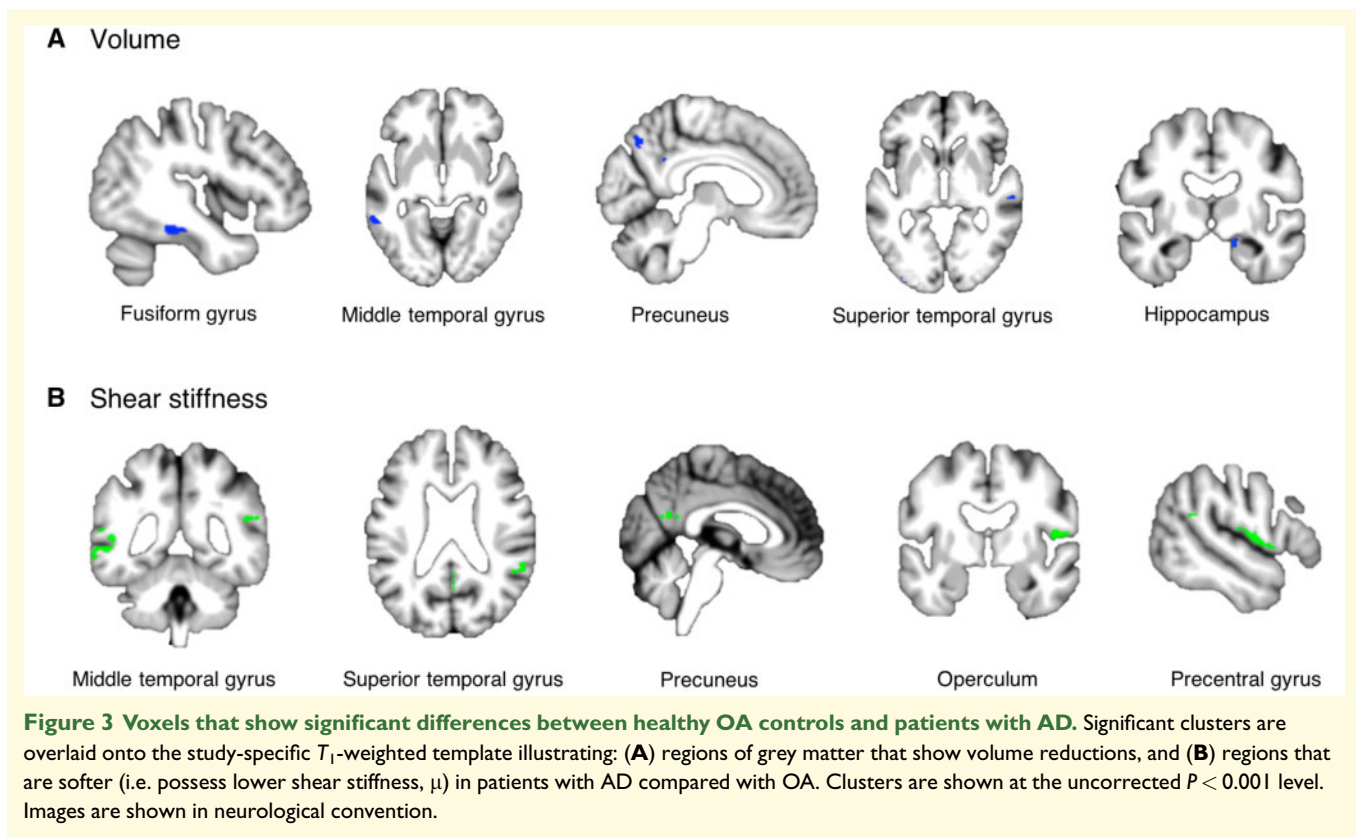 A Volume
Fusiform gyrus Middle temporal gyrus Precuneus Superior temporal gyrus Hippocampus
B Shear stiffness
Middle temporal gyrus Superior temporal gyrus Precuneus Operculum Precentral gyrus
Figure 3 Voxels that show significant differences between healthy OA controls and patients with AD. Significant clusters are
overlaid onto the study-specific T1-weighted template illustrating: (A) regions of grey matter that show volume reductions, and (B) regions that
are softer (i.e. possess lower shear stiffness, μ) in patients with AD compared with OA. Clusters are shown at the uncorrected P < 0.001 level.
Images are shown in neurological convention.